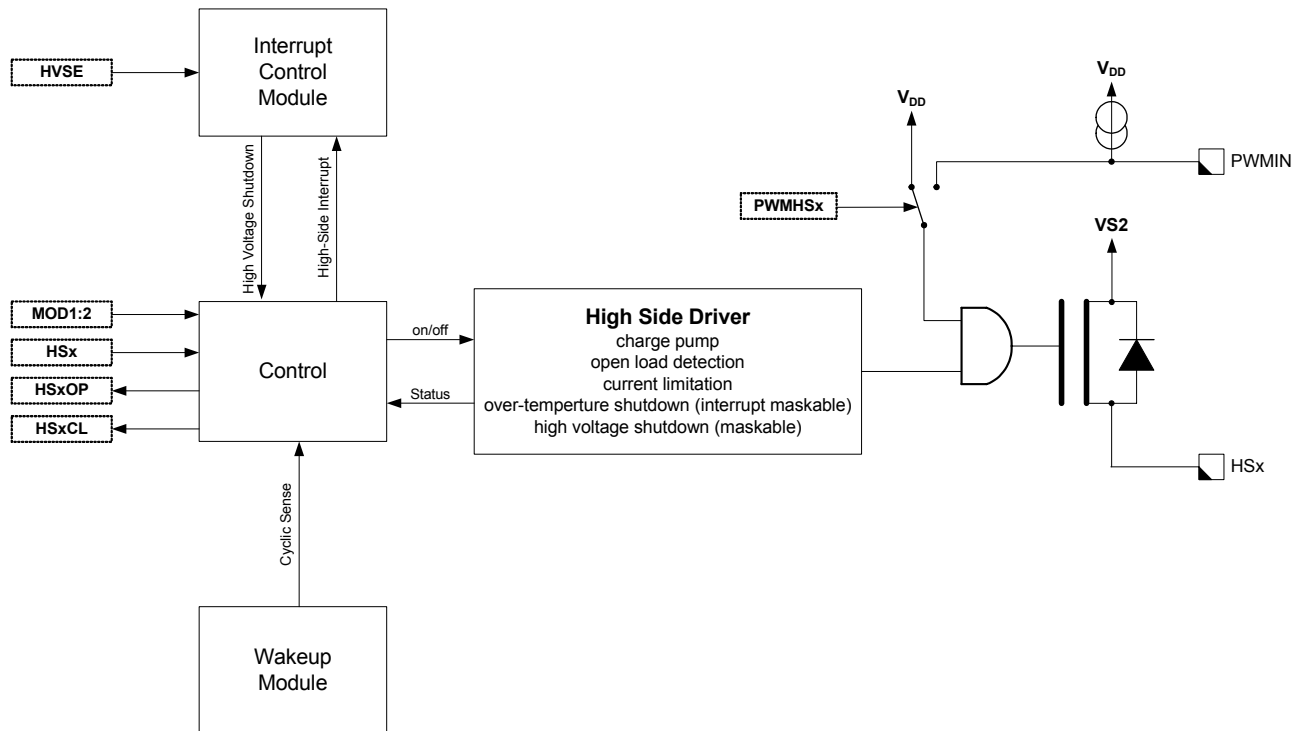 Interrupt
Control
Module
HVSE
High Voltage Shutdown
High-Side Interrupt
VDD
VDD
PWMIN
PWMHSx
VS2
MOD1:2
HSx
HSxOP
HSxCL
Control
on/off
Status
High Side Driver
charge pump
open load detection
current limitation
over-temperture shutdown (interrupt maskable)
high voltage shutdown (maskable)
HSx
Cyclic Sense
Wakeup
Module